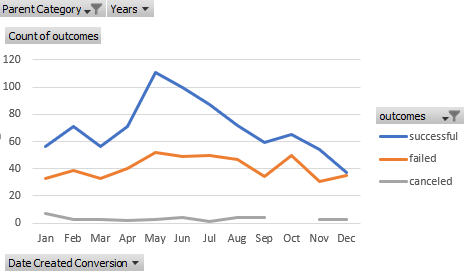 Parent Category Years
Count of outcomes
120
100
80
60
40
20
0
Jan Feb Mar Apr May Jun Jul Aug Sep Oct Nov Dec
outcomes
successful
failed
canceled
Date Created Conversion